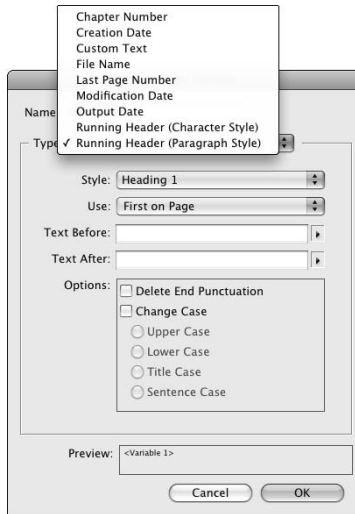 Chapter Number
Creation Date
Custom Text
File Name
Last Page Number
Modification Date
Output Date
Running Header (Character Style)
✓ Running Header (Paragraph Style)
Name
Type
Style: Heading 1
Use: First on Page
Text Before:
Text After:
Options:
Delete End Punctuation
Change Case
Upper Case
Lower Case
Title Case
Sentence Case
Preview: <Variable 1>
Cancel OK